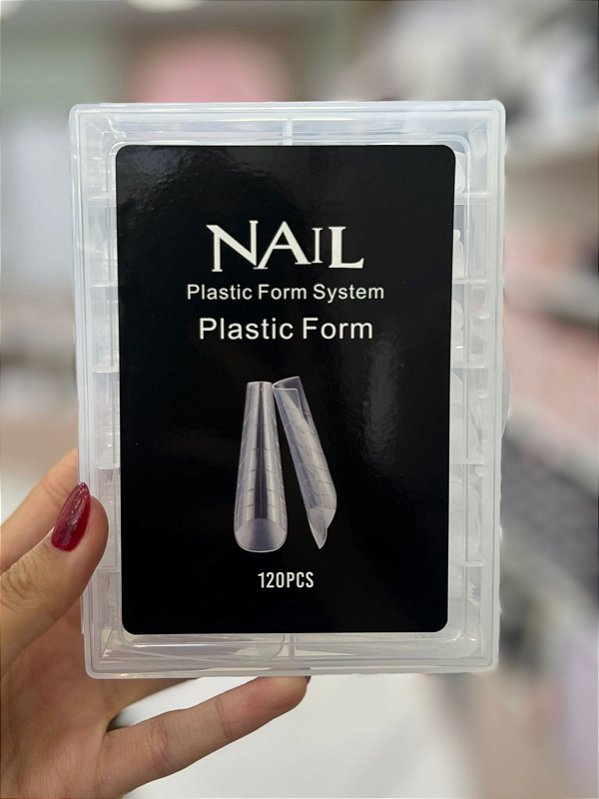 NAIL
Plastic Form System
Plastic Form
120PCS